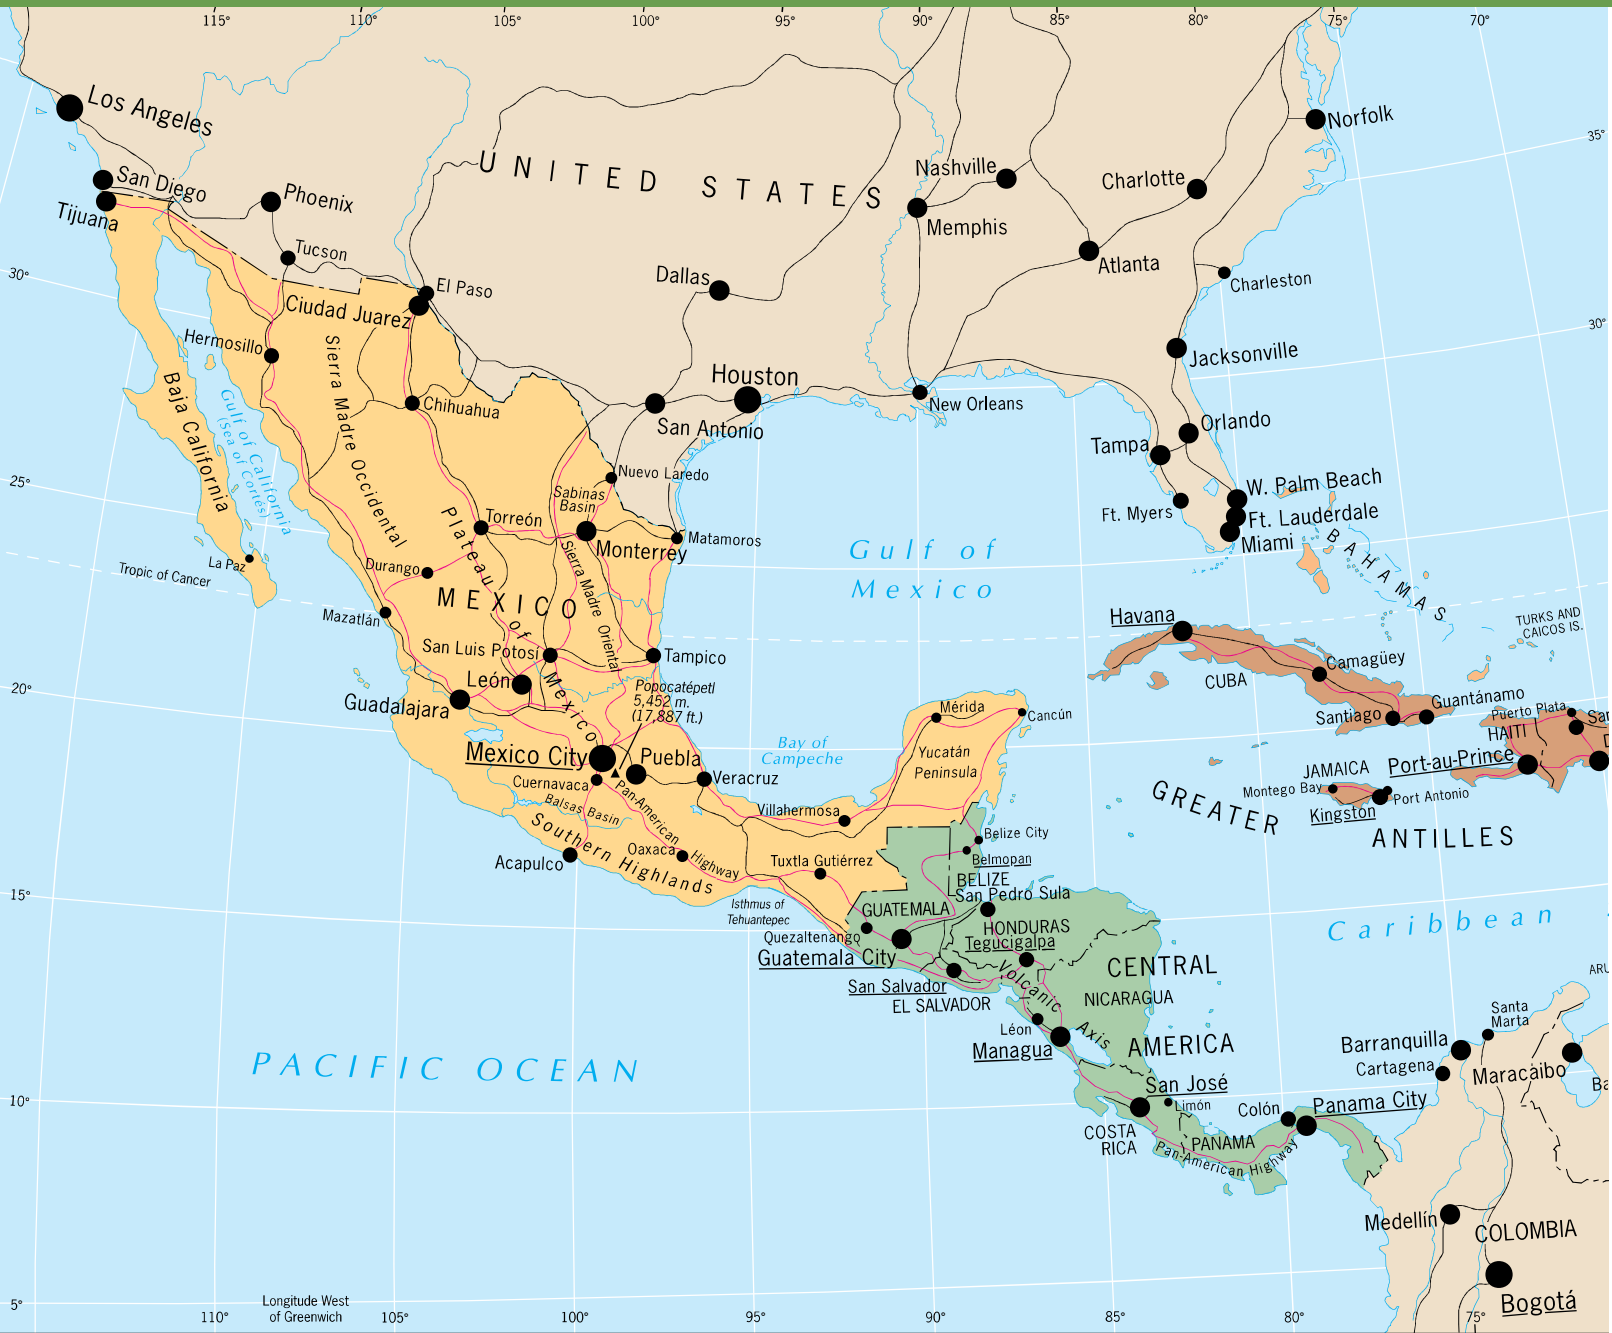 115°
110°
105°
100°
95°
90°
85°
80°
75°
70°
Los Angeles
Norfolk
35°
UNITED STATES
Nashville
Charlotte
San Diego
Phoenix
Tijuana
Memphis
Tucson
Atlanta
30°
Dallas
El Paso
Charleston
Ciudad Juarez
30°
Hermosillo
Jacksonville
Sierra Madre Occidental
Houston
Baja California
Gulf of California
(Sea of Cortés)
Chihuahua
New Orleans
San Antonio
Orlando
Tampa
25°
Nuevo Laredo
W. Palm Beach
Sabinas
Basin
Ft. Myers
Ft. Lauderdale
Torreón
Plateau of Mexico
Monterrey
Matamoros
Miami
BAHAMAS
Gulf of
Mexico
Sierra Madre Oriental
La Paz
Durango
Tropic of Cancer
MEXICO
Havana
TURKS AND
CAICOS IS.
Mazatlán
San Luis Potosí
Tampico
Camagüey
CUBA
20°
León
Popocatépetl
5,452 m.
(17,887 ft.)
Guadalajara
Guantánamo
Santiago
Mérida
Cancún
Puerto Plata
San
HAITI
D
Mexico City
Puebla
Bay of
Campeche
Yucatán
Peninsula
Port-au-Prince
JAMAICA
Cuernavaca
Veracruz
Montego Bay
Port Antonio
Kingston
Balsas Basin
Pan-American Highway
Villahermosa
GREATER
ANTILLES
Southern Highlands
Belize City
Acapulco
Oaxaca
Tuxtla Gutiérrez
Belmopan
BELIZE
15°
San Pedro Sula
Isthmus of
Tehuantepec
GUATEMALA
HONDURAS
Caribbean
Quezaltenango
Tegucigalpa
Guatemala City
CENTRAL
AMERICA
Volcanic Axis
San Salvador
EL SALVADOR
NICARAGUA
ARU
Santa
Marta
Léon
Managua
Barranquilla
PACIFIC OCEAN
Cartagena
Maracaibo
Ba
San José
Limón
10°
Colón
Panama City
COSTA
RICA
PANAMA
Pan-American Highway
Medellín
COLOMBIA
5°
Bogotá
Longitude West
of Greenwich
110°
105°
100°
95°
90°
85°
80°
75°